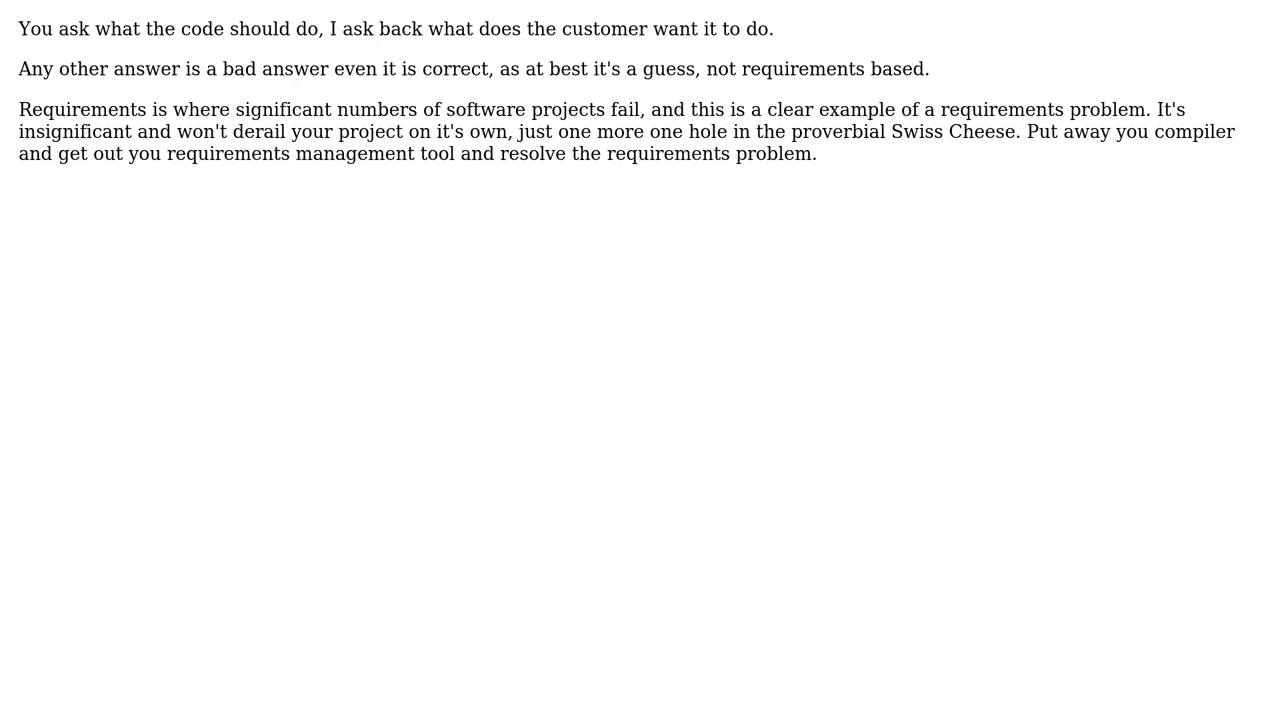 You ask what the code should do, I ask back what does the customer want it to do.
Any other answer is a bad answer even it is correct, as at best it's a guess, not requirements based.
Requirements is where significant numbers of software projects fail, and this is a clear example of a requirements problem. It's
insignificant and won't derail your project on it's own, just one more one hole in the proverbial Swiss Cheese. Put away you compiler
and get out you requirements management tool and resolve the requirements problem.